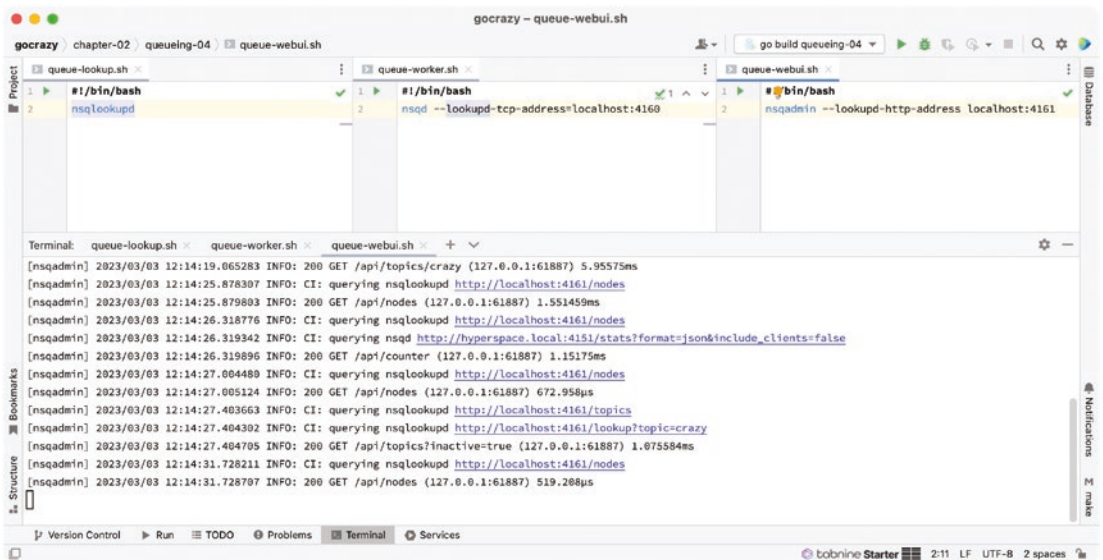 gocrazy – queue-webui.sh
gocrazy chapter-02 queueing-04 queue-webui.sh
go build queueing-04
Project
queue-lookup.sh
1 #!/bin/bash
2 nsqlookupd
queue-worker.sh
1 #!/bin/bash
1
2 nsqd --lookupd-tcp-address=localhost:4160
queue-webui.sh
1 #!/bin/bash
2 nsqadmin --lookupd-http-address localhost:4161
Database
Terminal: queue-lookup.sh queue-worker.sh queue-webui.sh
[nsqadmin] 2023/03/03 12:14:19.065283 INFO: 200 GET /api/topics/crazy (127.0.0.1:61887) 5.95575ms
[nsqadmin] 2023/03/03 12:14:25.878307 INFO: CI: querying nsqlookupd http://localhost:4161/nodes
[nsqadmin] 2023/03/03 12:14:25.879803 INFO: 200 GET /api/nodes (127.0.0.1:61887) 1.551459ms
[nsqadmin] 2023/03/03 12:14:26.318776 INFO: CI: querying nsqlookupd http://localhost:4161/nodes
[nsqadmin] 2023/03/03 12:14:26.319342 INFO: CI: querying nsqd http://hyperspace.local:4151/stats?format=json&include_clients=false
[nsqadmin] 2023/03/03 12:14:26.319896 INFO: 200 GET /api/counter (127.0.0.1:61887) 1.15175ms
[nsqadmin] 2023/03/03 12:14:27.004480 INFO: CI: querying nsqlookupd http://localhost:4161/nodes
[nsqadmin] 2023/03/03 12:14:27.005124 INFO: 200 GET /api/nodes (127.0.0.1:61887) 672.958µs
[nsqadmin] 2023/03/03 12:14:27.403663 INFO: CI: querying nsqlookupd http://localhost:4161/topics
[nsqadmin] 2023/03/03 12:14:27.404302 INFO: CI: querying nsqlookupd http://localhost:4161/lookup?topic=crazy
[nsqadmin] 2023/03/03 12:14:27.404705 INFO: 200 GET /api/topics?inactive=true (127.0.0.1:61887) 1.075584ms
[nsqadmin] 2023/03/03 12:14:31.728211 INFO: CI: querying nsqlookupd http://localhost:4161/nodes
[nsqadmin] 2023/03/03 12:14:31.728707 INFO: 200 GET /api/nodes (127.0.0.1:61887) 519.208µs
Bookmarks
Structure
Notifications
M make
Version Control Run TODO Problems Terminal Services
tabnine Starter 2:11 LF UTF-8 2 spaces